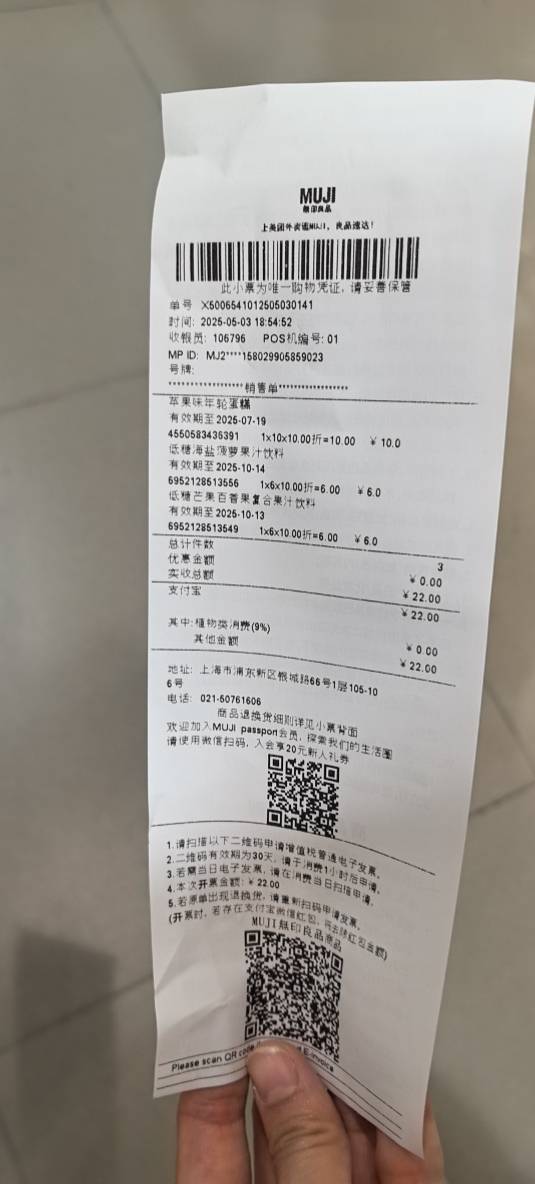 MUJI
無印良品
上美团外卖逛MUJI，良品速达！
此小票为唯一购物凭证，请妥善保管
单号 X5006541012505030141
时间: 2025-05-03 18:54:52
收银员: 106796 POS机编号: 01
MP ID: MJ2****158029905859023
号牌:
******************销售单*****************
苹果味年轮蛋糕
有效期至2025-07-19
4550583436391 1x10x10.00折=10.00 ￥10.0
低糖海盐菠萝果汁饮料
有效期至2025-10-14
6952128513556 1x6x10.00折=6.00 ￥6.0
低糖芒果百香果复合果汁饮料
有效期至2025-10-13
6952128513549 1x6x10.00折=6.00 ￥6.0
总计件数 3
优惠金额 ￥0.00
实收总额 ￥22.00
支付宝 ￥22.00
其中:植物类消费(9%) ￥0.00
其他金额 ￥22.00
地址: 上海市浦东新区银城路66号1层105-10
6号
电话: 021-50761606
商品退换货细则详见小票背面
欢迎加入MUJI passport会员，探索我们的生活圈
请使用微信扫码，入会享20元新人礼券
1.请扫描以下二维码申请增值税普通电子发票。
2.二维码有效期为30天，请于消费1小时后申请。
3.若需当日电子发票，请在消费当日扫描申请。
4.本次开票金额: ￥22.00
5.若原单出现退换货，请重新扫码申请发票。
(开票时，若存在支付宝微信红包，将去除红包金额)
MUJI無印良品商品
Please scan QR code E-invoice